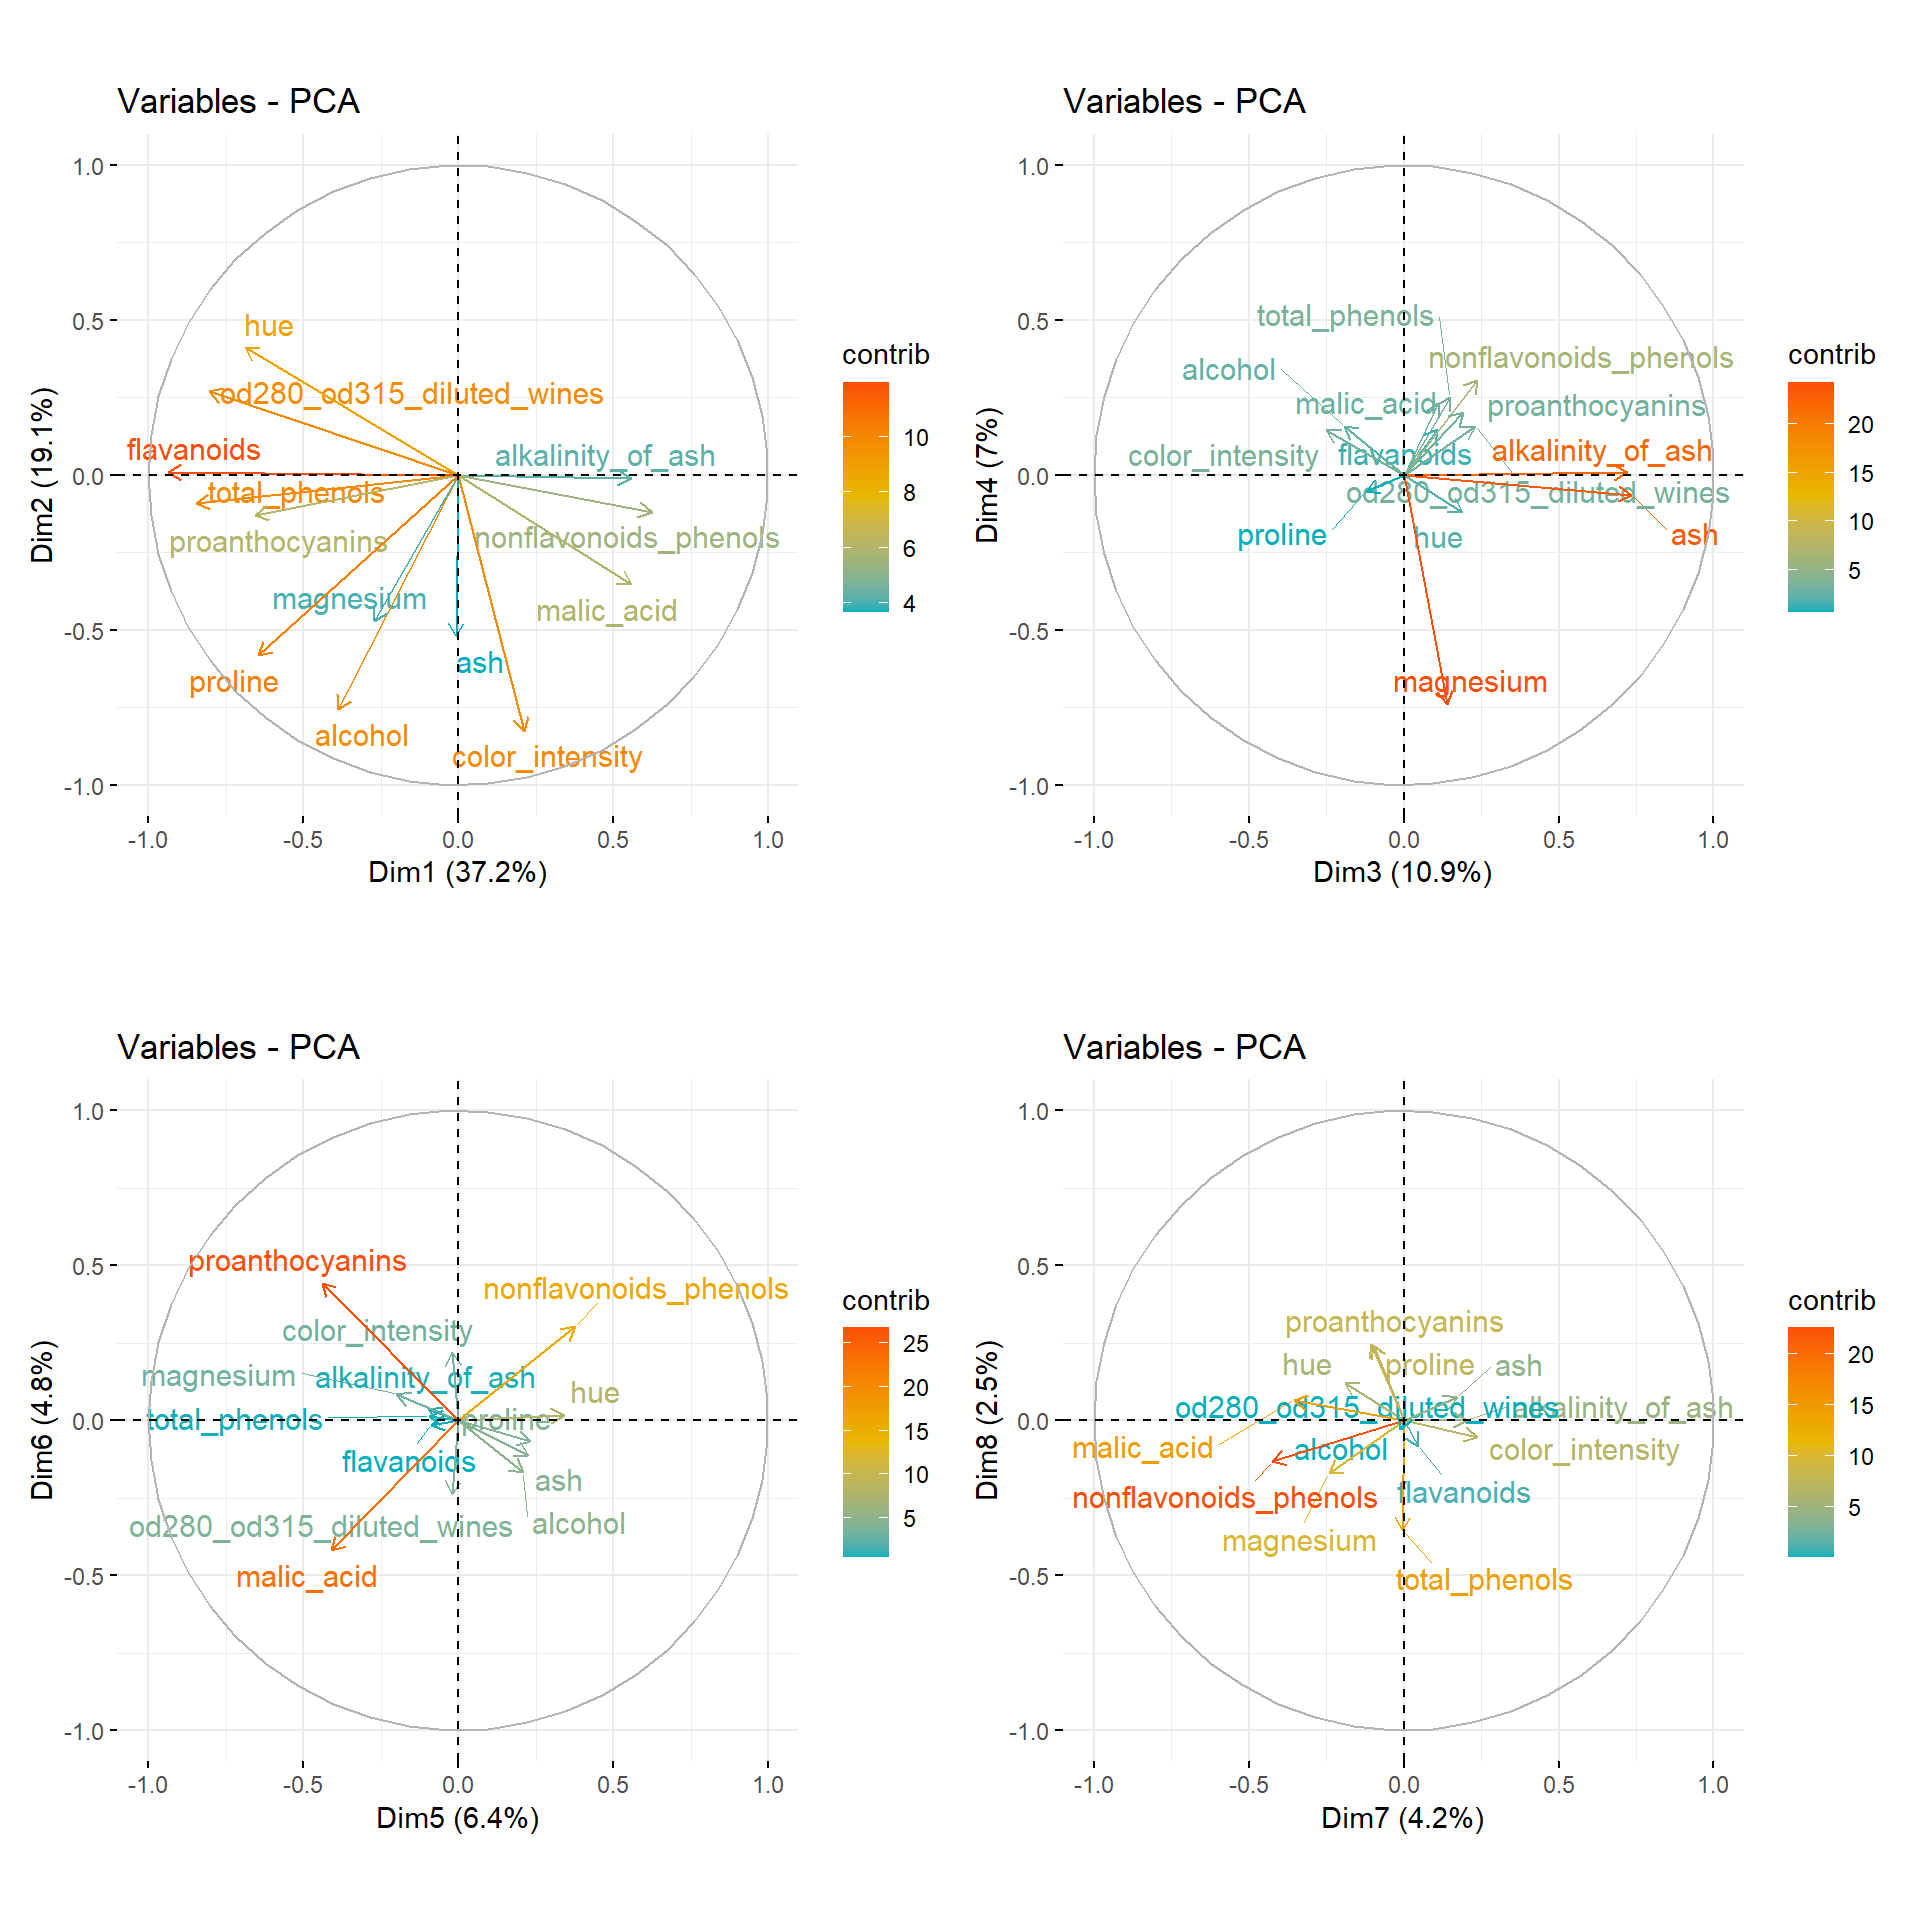 Variables - PCA
1.0
0.5
0.0
-0.5
-1.0
Dim2 (19.1%)
hue
od280_od315_diluted_wines
flavanoids
alkalinity_of_ash
total_phenols
proanthocyanins
nonflavonoids_phenols
magnesium
malic_acid
ash
proline
alcohol
color_intensity
-1.0 -0.5 0.0 0.5 1.0
Dim1 (37.2%)
contrib
10
8
6
4
Variables - PCA
1.0
0.5
0.0
-0.5
-1.0
Dim4 (7%)
total_phenols
nonflavonoids_phenols
alcohol
malic_acid
proanthocyanins
color_intensity
flavanoids
alkalinity_of_ash
od280_od315_diluted_wines
proline
hue
ash
magnesium
-1.0 -0.5 0.0 0.5 1.0
Dim3 (10.9%)
contrib
20
15
10
5
Variables - PCA
1.0
0.5
0.0
-0.5
-1.0
Dim6 (4.8%)
proanthocyanins
nonflavonoids_phenols
color_intensity
magnesium
alkalinity_of_ash
hue
total_phenols
proline
flavanoids
ash
od280_od315_diluted_wines
alcohol
malic_acid
-1.0 -0.5 0.0 0.5 1.0
Dim5 (6.4%)
contrib
25
20
15
10
5
Variables - PCA
1.0
0.5
0.0
-0.5
-1.0
Dim8 (2.5%)
proanthocyanins
hue
proline
ash
od280_od315_diluted_wines
alkalinity_of_ash
malic_acid
alcohol
color_intensity
nonflavonoids_phenols
flavanoids
magnesium
total_phenols
-1.0 -0.5 0.0 0.5 1.0
Dim7 (4.2%)
contrib
20
15
10
5